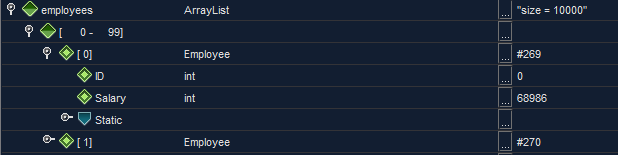 employees ArrayList ... "size = 10000"
[ 0 - 99]
[ 0] Employee ... #269
ID int ... 0
Salary int ... 68986
Static ...
[ 1] Employee ... #270